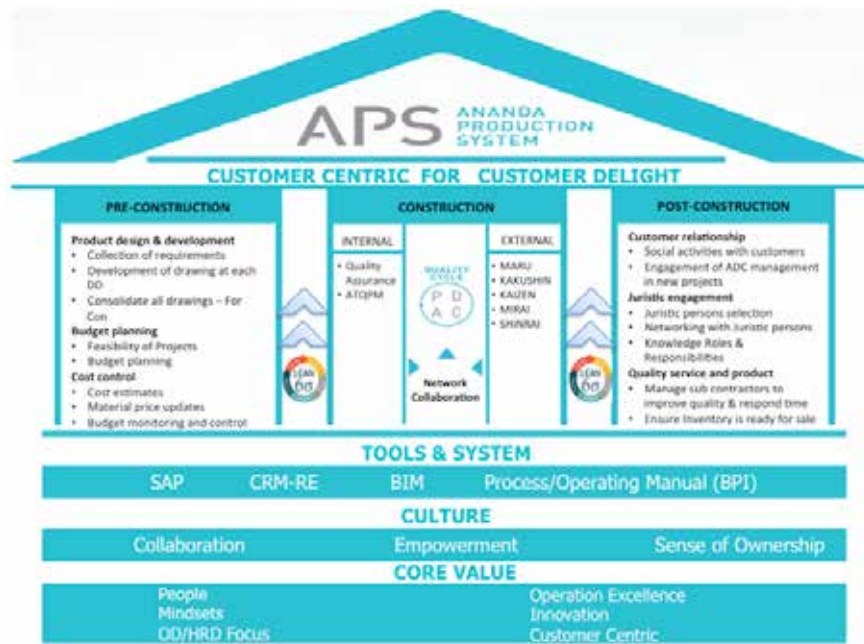 APS ANANDA
PRODUCTION
SYSTEM
CUSTOMER CENTRIC FOR CUSTOMER DELIGHT
PRE-CONSTRUCTION
Product design & development
• Collection of requirements
• Development of drawing at each
DD
• Consolidate all drawings – For
Con
Budget planning
• Feasibility of Projects
• Budget planning
Cost control
• Cost estimates
• Material price updates
• Budget monitoring and control
LEAN
CONSTRUCTION
INTERNAL
• Quality
Assurance
• ATQPM
QUALITY
CYCLE
P D
A C
Network
Collaboration
EXTERNAL
• MARU
• KAKUSHIN
• KAIZEN
• MIRAI
• SHINRAI
LEAN
POST-CONSTRUCTION
Customer relationship
• Social activities with customers
• Engagement of ADC management
in new projects
Juristic engagement
• Juristic persons selection
• Networking with Juristic persons
• Knowledge Roles &
Responsibilities
Quality service and product
• Manage sub contractors to
improve quality & respond time
• Ensure Inventory is ready for sale
TOOLS & SYSTEM
SAP CRM-RE BIM Process/Operating Manual (BPI)
CULTURE
Collaboration Empowerment Sense of Ownership
CORE VALUE
People Operation Excellence
Mindsets Innovation
OD/HRD Focus Customer Centric